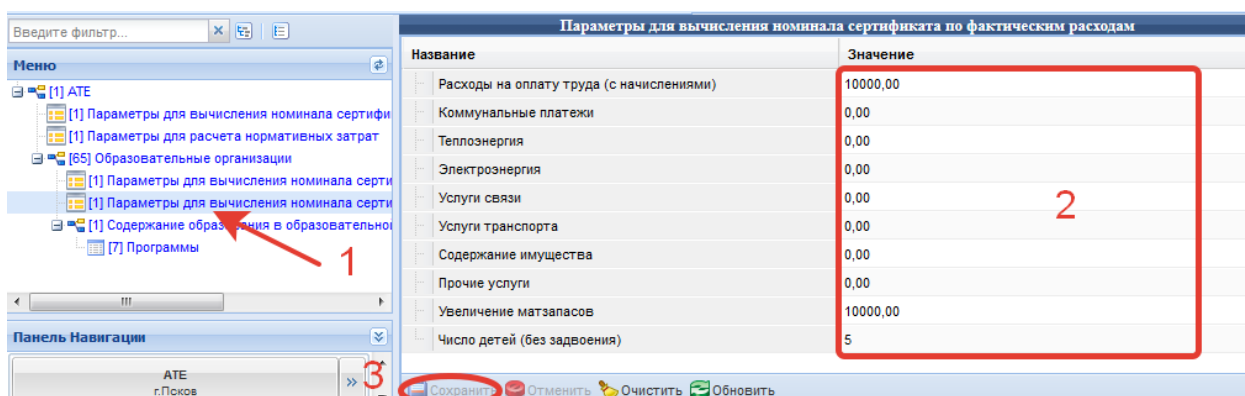 Введите фильтр...
Меню
[1] АТЕ
[1] Параметры для вычисления номинала сертифи
[1] Параметры для расчета нормативных затрат
[65] Образовательные организации
[1] Параметры для вычисления номинала серти
[1] Параметры для вычисления номинала серти
[1] Содержание образования в образовательно
[7] Программы
1
Панель Навигации
АТЕ
г.Покров
»
3
Параметры для вычисления номинала сертификата по фактическим расходам
Название Значение
Расходы на оплату труда (с начислениями) 10000,00
Коммунальные платежи 0,00
Теплоэнергия 0,00
Электроэнергия 0,00
Услуги связи 0,00
Услуги транспорта 0,00
Содержание имущества 0,00
Прочие услуги 0,00
Увеличение матзапасов 10000,00
Число детей (без задвоения) 5
2
Сохранить Отменить Очистить Обновить